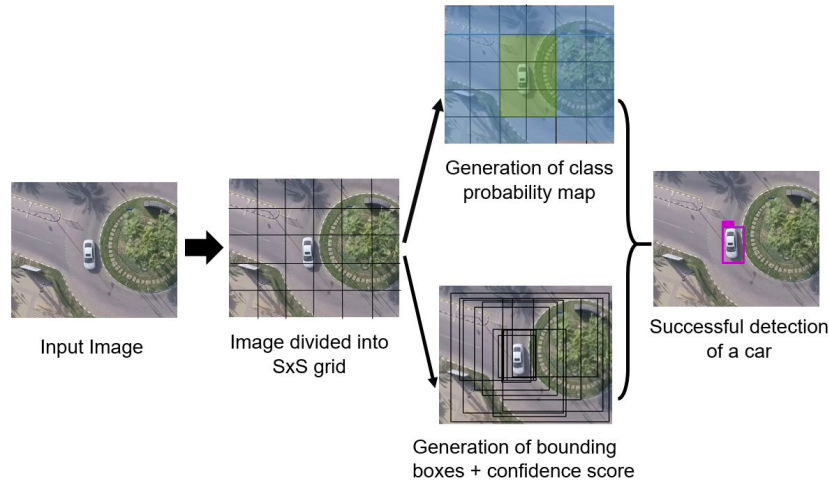 Input Image
Image divided into
SxS grid
Generation of class
probability map
Generation of bounding
boxes + confidence score
Successful detection
of a car